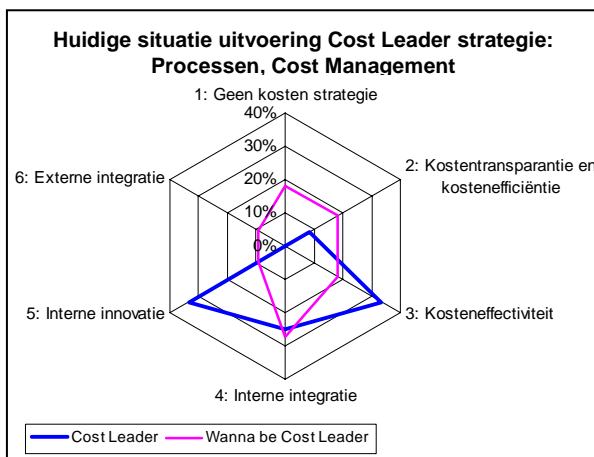 Huidige situatie uitvoering Cost Leader strategie:
Processen, Cost Management
1: Geen kosten strategie
40%
30%
20%
10%
0%
6: Externe integratie
2: Kostentransparantie en
kostenefficiëntie
5: Interne innovatie
3: Kosteneffectiviteit
4: Interne integratie
Cost Leader
Wanna be Cost Leader